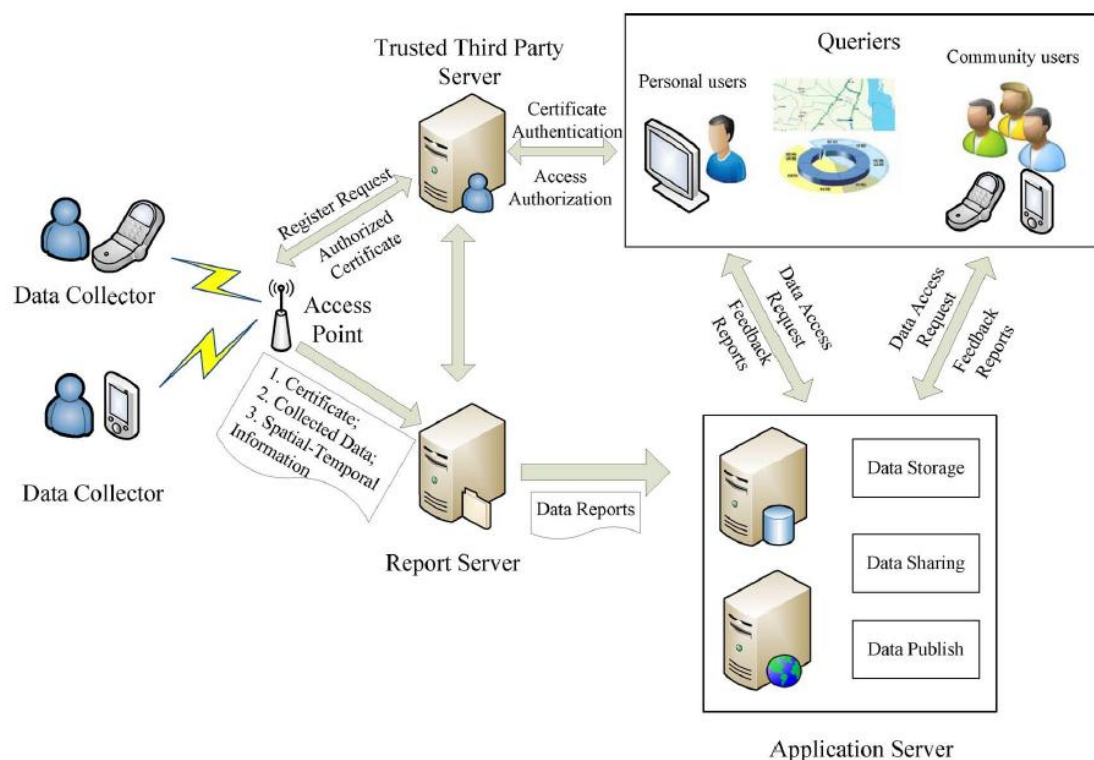 Trusted Third Party
Server
Queriers
Personal users
Community users
Certificate
Authentication
Access
Authorization
Register Request
Authorized
Certificate
Data Collector
Access
Point
Data Collector
1. Certificate;
2. Collected Data;
3. Spatial-Temporal
Information
Report Server
Data Reports
Data Access
Request
Feedback
Reports
Data Access
Request
Feedback
Reports
Data Storage
Data Sharing
Data Publish
Application Server